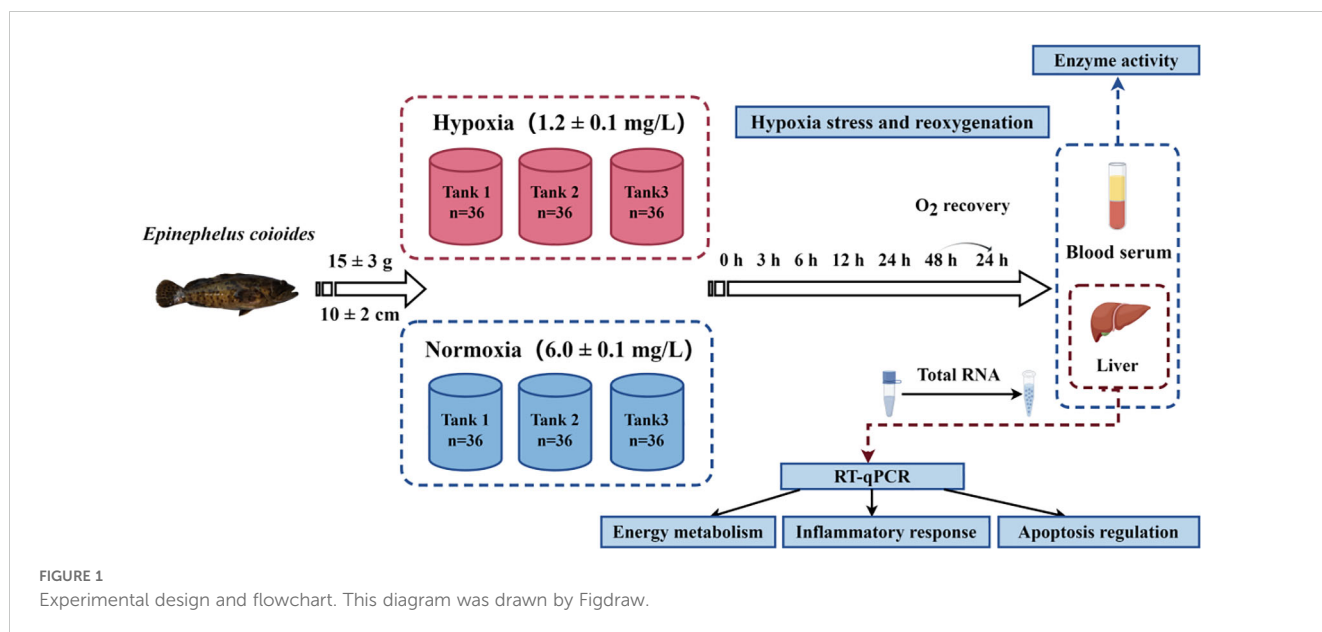 Enzyme activity
Hypoxia (1.2 ± 0.1 mg/L)
Hypoxia stress and reoxygenation
Tank 1
n=36
Tank 2
n=36
Tank3
n=36
O2 recovery
Epinephelus coioides
15 ± 3 g
10 ± 2 cm
0 h 3 h 6 h 12 h 24 h 48 h 24 h
Blood serum
Liver
Normoxia (6.0 ± 0.1 mg/L)
Tank 1
n=36
Tank 2
n=36
Tank3
n=36
Total RNA
RT-qPCR
Energy metabolism
Inflammatory response
Apoptosis regulation
FIGURE 1
Experimental design and flowchart. This diagram was drawn by Figdraw.